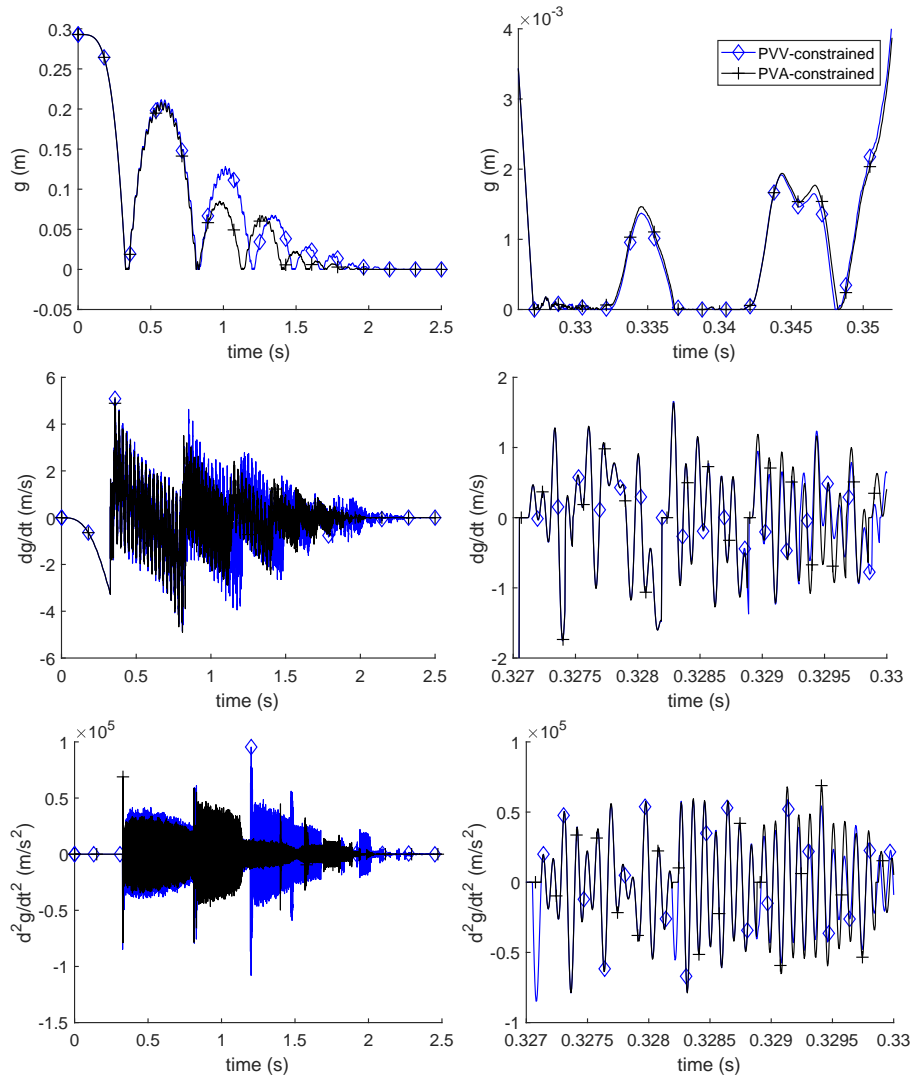 0.3
0.25
0.2
0.15
0.1
0.05
0
-0.05
g (m)
0 0.5 1 1.5 2 2.5
time (s)
×10⁻³
4
3
2
1
0
g (m)
PVV-constrained
PVA-constrained
0.33 0.335 0.34 0.345 0.35
time (s)
6
4
2
0
-2
-4
-6
dg/dt (m/s)
0 0.5 1 1.5 2 2.5
time (s)
2
1
0
-1
-2
dg/dt (m/s)
0.327 0.3275 0.328 0.3285 0.329 0.3295 0.33
time (s)
×10⁵
1
0.5
0
-0.5
-1
-1.5
d²g/dt² (m/s²)
0 0.5 1 1.5 2 2.5
time (s)
×10⁵
1
0.5
0
-0.5
-1
d²g/dt² (m/s²)
0.327 0.3275 0.328 0.3285 0.329 0.3295 0.33
time (s)